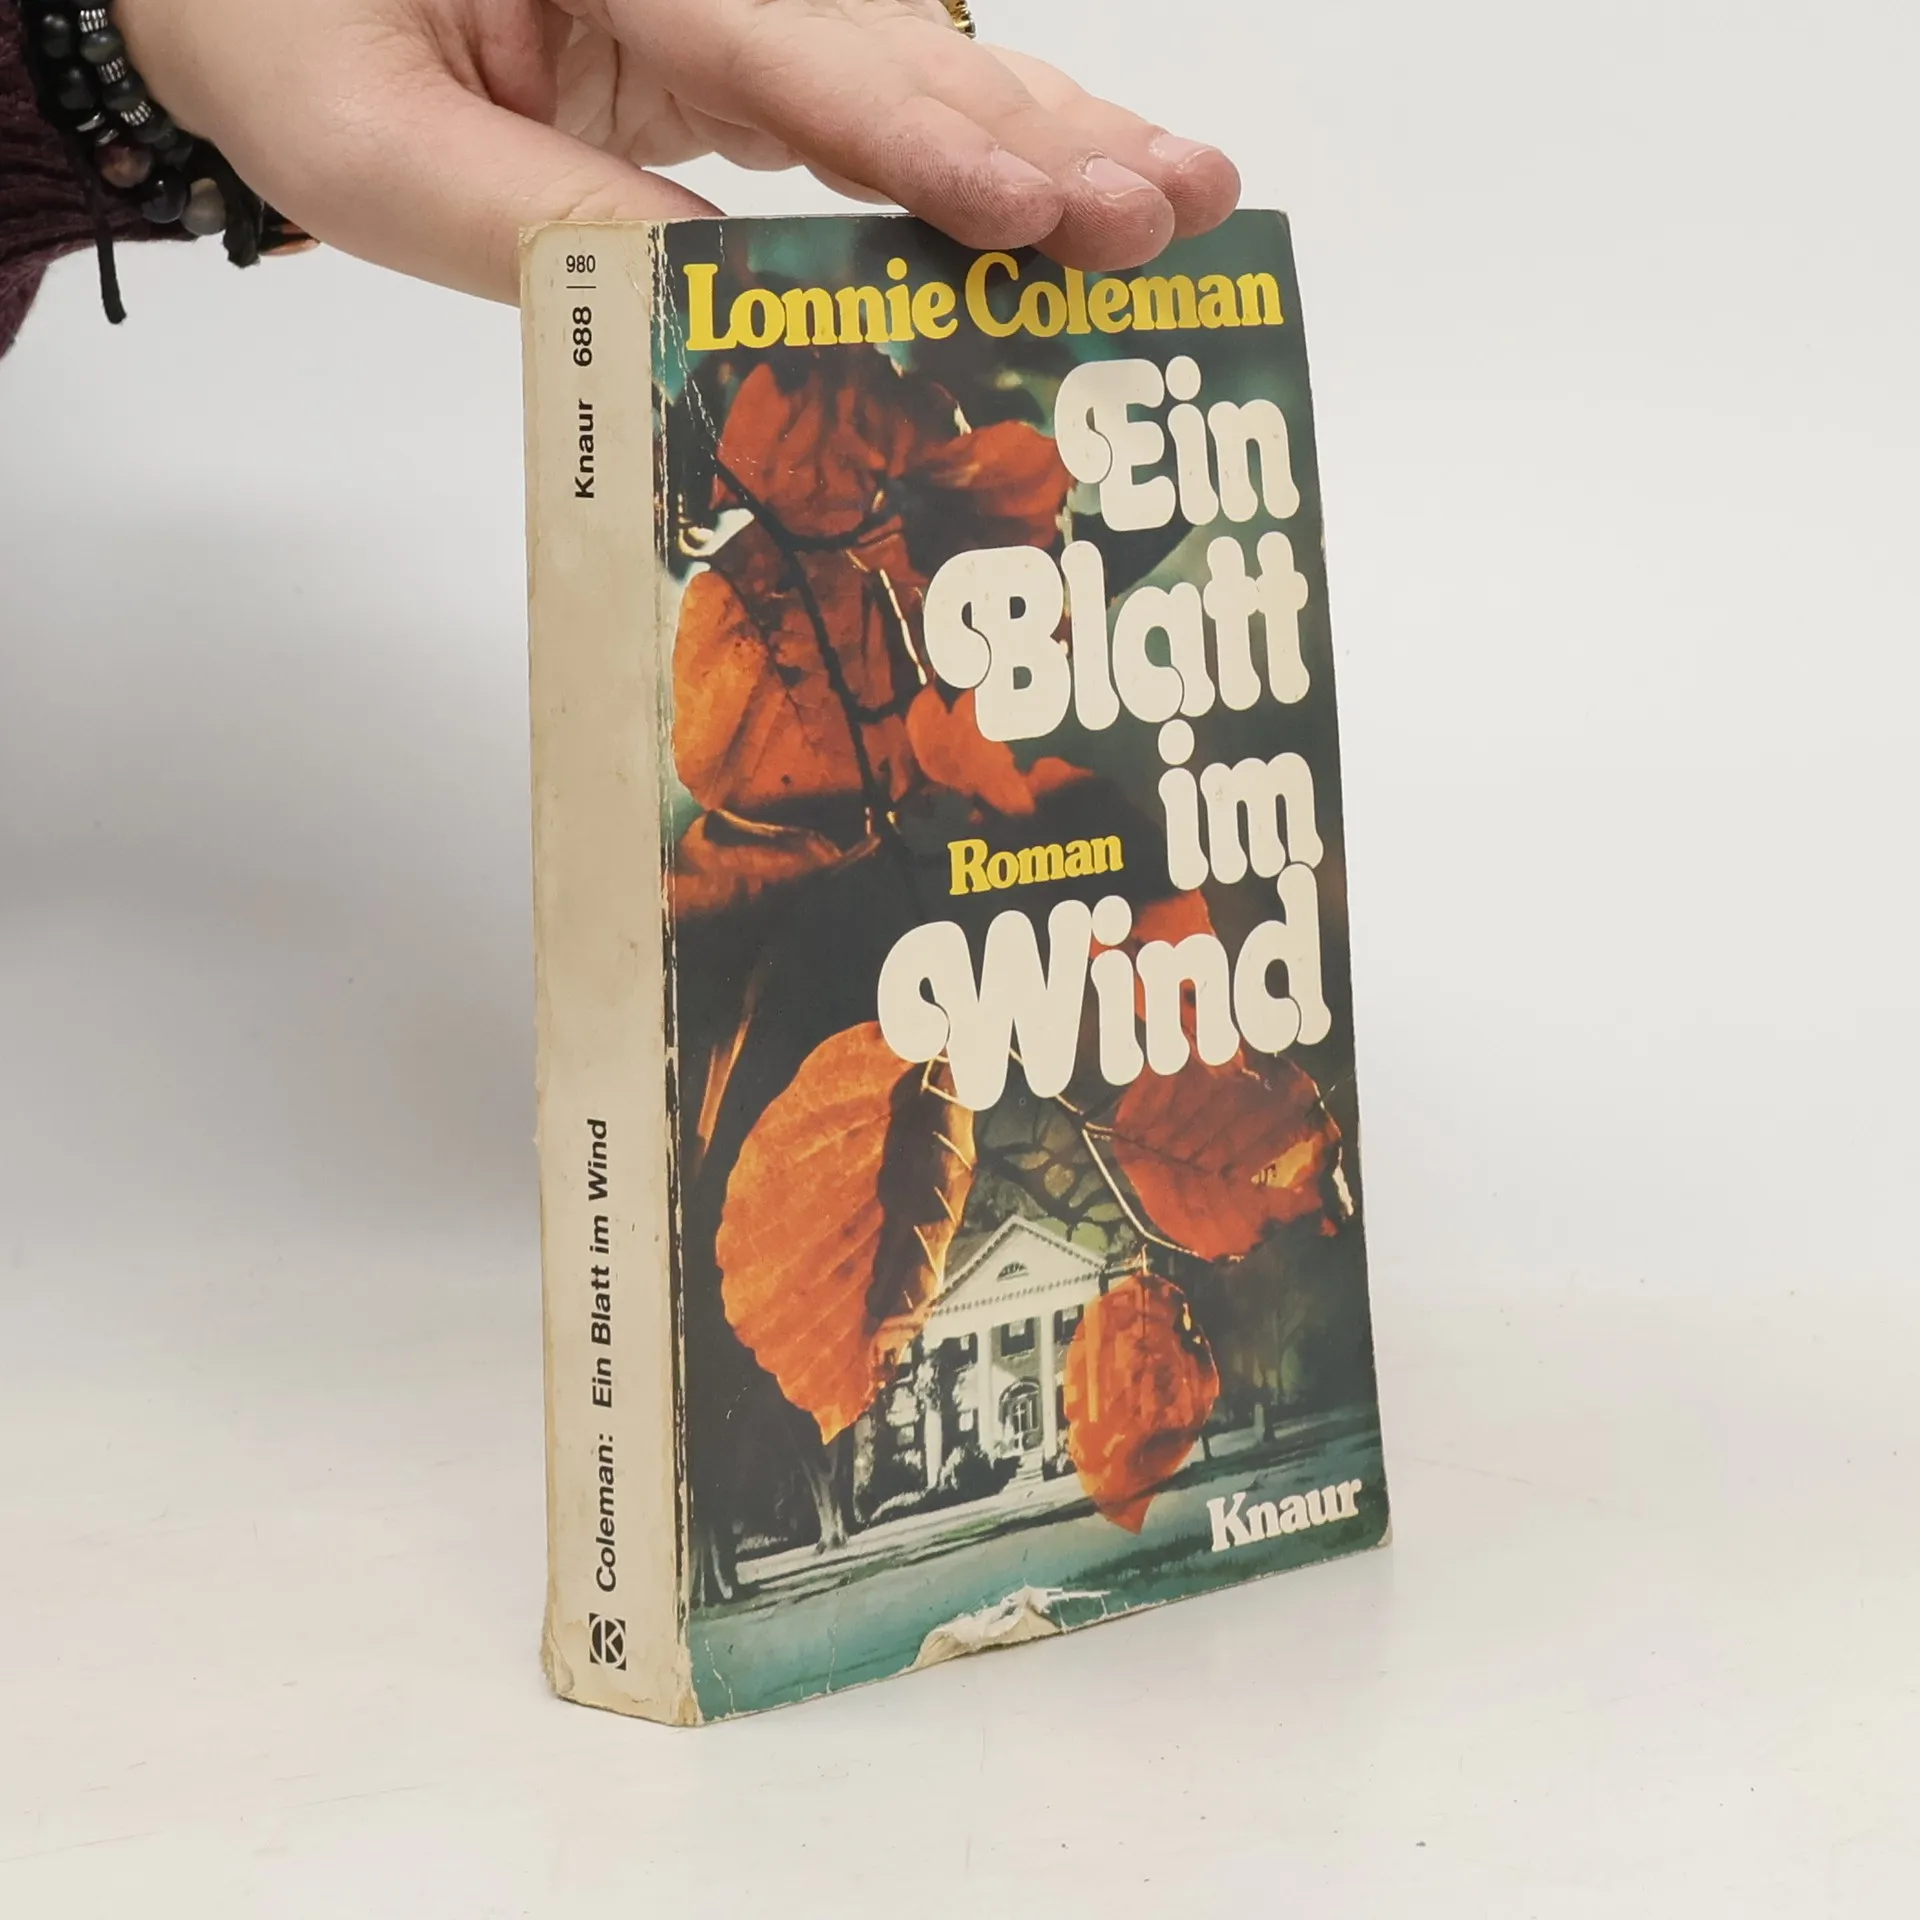 980
Knaur 688
Coleman: Ein Blatt im Wind
Lonnie Coleman
Ein
Blatt
im
Roman
Wind
Knaur